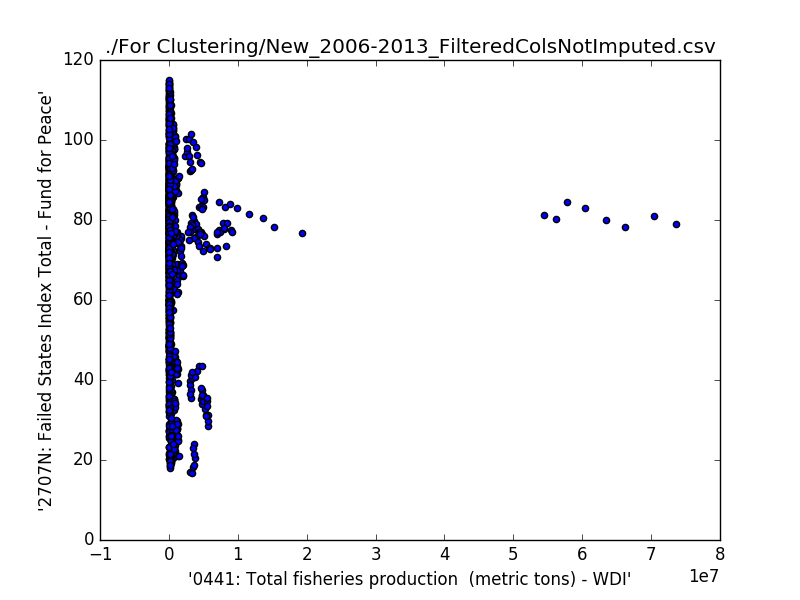 ./For Clustering/New_2006-2013_FilteredColsNotImputed.csv
120
100
80
60
40
20
0
'2707N: Failed States Index Total - Fund for Peace'
−1 0 1 2 3 4 5 6 7 8
1e7
'0441: Total fisheries production  (metric tons) - WDI'